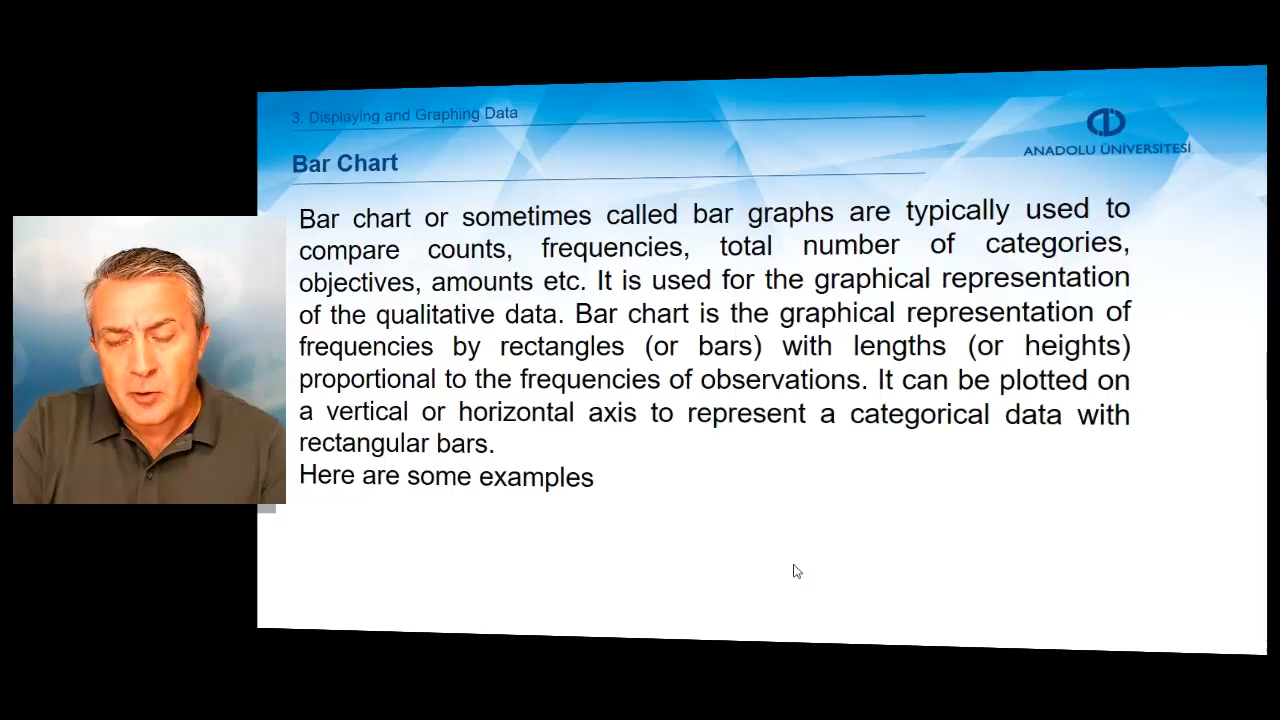 3: Displaying and Graphing Data
ANADOLU ÜNİVERSİTESİ
Bar Chart
Bar chart or sometimes called bar graphs are typically used to
compare counts, frequencies, total number of categories,
objectives, amounts etc. It is used for the graphical representation
of the qualitative data. Bar chart is the graphical representation of
frequencies by rectangles (or bars) with lengths (or heights)
proportional to the frequencies of observations. It can be plotted on
a vertical or horizontal axis to represent a categorical data with
rectangular bars.
Here are some examples